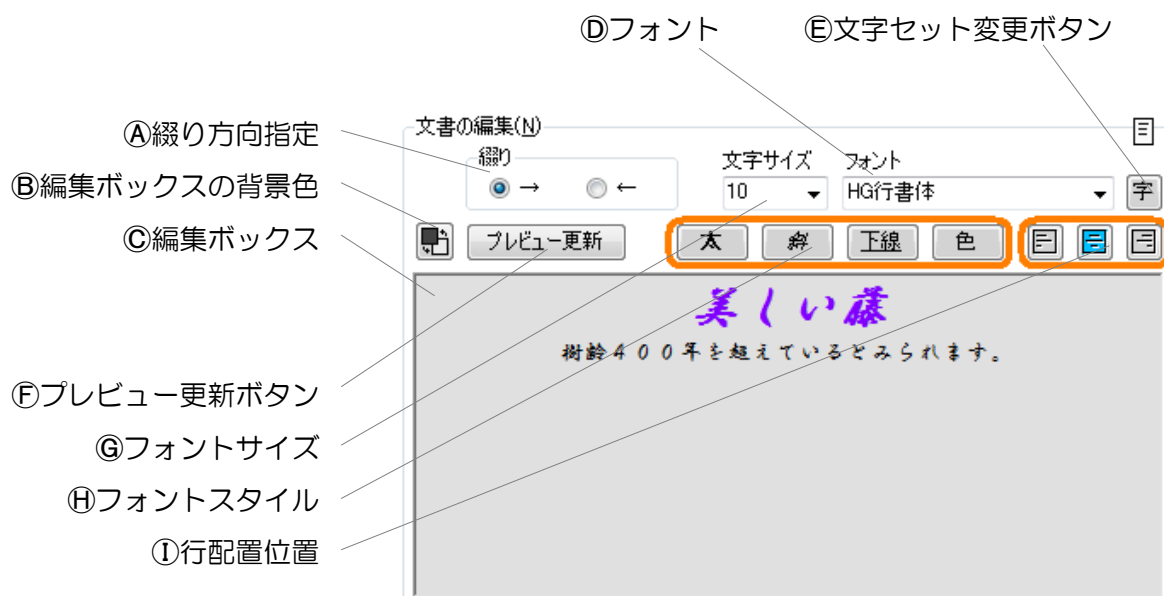 Ⓓフォント
Ⓔ文字セット変更ボタン
Ⓐ綴り方向指定
Ⓑ編集ボックスの背景色
Ⓒ編集ボックス
文書の編集(N)
綴り
→ ←
文字サイズ フォント
10 HG行書体 字
プレビュー更新 太 斜 下線 色
美しい藤
樹齢400年を超えているとみられます。
Ⓕプレビュー更新ボタン
Ⓖフォントサイズ
Ⓗフォントスタイル
Ⓘ行配置位置